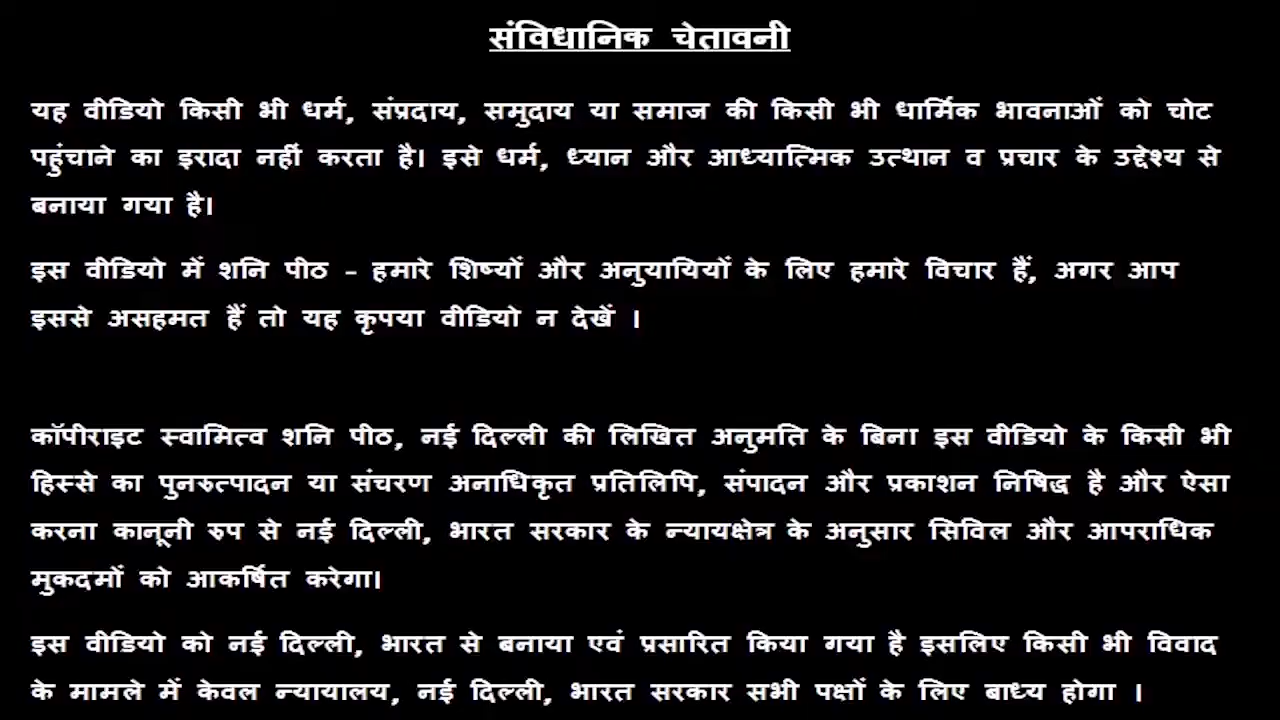 संविधानिक चेतावनी
यह वीडियो किसी भी धर्म, संप्रदाय, समुदाय या समाज की किसी भी धार्मिक भावनाओं को चोट
पहुंचाने का इरादा नहीं करता है। इसे धर्म, ध्यान और आध्यात्मिक उत्थान व प्रचार के उद्देश्य से
बनाया गया है।
इस वीडियो में शनि पीठ – हमारे शिष्यों और अनुयायियों के लिए हमारे विचार हैं, अगर आप
इससे असहमत हैं तो यह कृपया वीडियो न देखें ।
कॉपीराइट स्वामित्व शनि पीठ, नई दिल्ली की लिखित अनुमति के बिना इस वीडियो के किसी भी
हिस्से का पुनरुत्पादन या संचरण अनाधिकृत प्रतिलिपि, संपादन और प्रकाशन निषिद्ध है और ऐसा
करना कानूनी रुप से नई दिल्ली, भारत सरकार के न्यायक्षेत्र के अनुसार सिविल और आपराधिक
मुकदमों को आकर्षित करेगा।
इस वीडियो को नई दिल्ली, भारत से बनाया एवं प्रसारित किया गया है इसलिए किसी भी विवाद
के मामले में केवल न्यायालय, नई दिल्ली, भारत सरकार सभी पक्षों के लिए बाध्य होगा ।